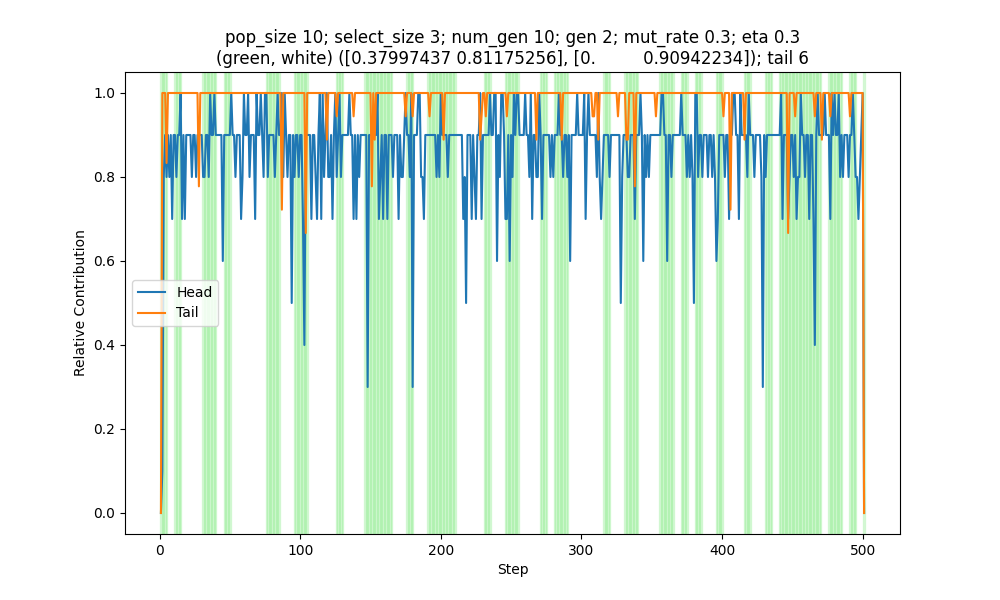 pop_size 10; select_size 3; num_gen 10; gen 2; mut_rate 0.3; eta 0.3
(green, white) ([0.37997437 0.81175256], [0.         0.90942234]); tail 6
1.0
0.8
0.6
0.4
0.2
0.0
Relative Contribution
Head
Tail
0
100
200
300
400
500
Step